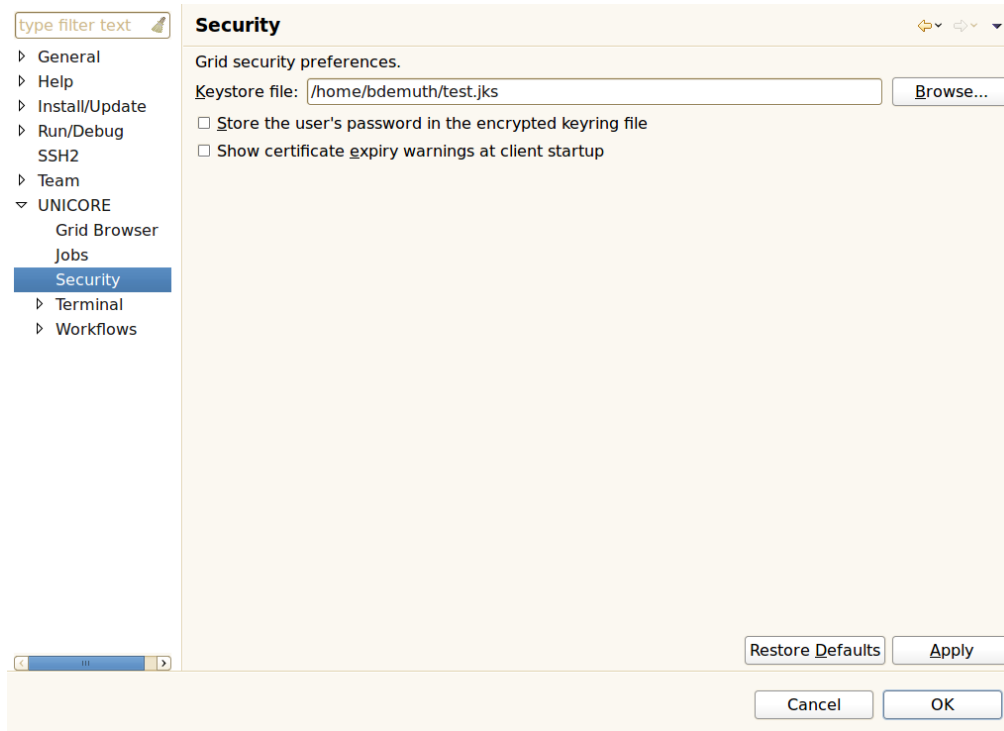 type filter text
General
Help
Install/Update
Run/Debug
SSH2
Team
UNICORE
Grid Browser
Jobs
Security
Terminal
Workflows
Security
Grid security preferences.
Keystore file: /home/bdemuth/test.jks Browse...
Store the user's password in the encrypted keyring file
Show certificate expiry warnings at client startup
Restore Defaults Apply
Cancel OK